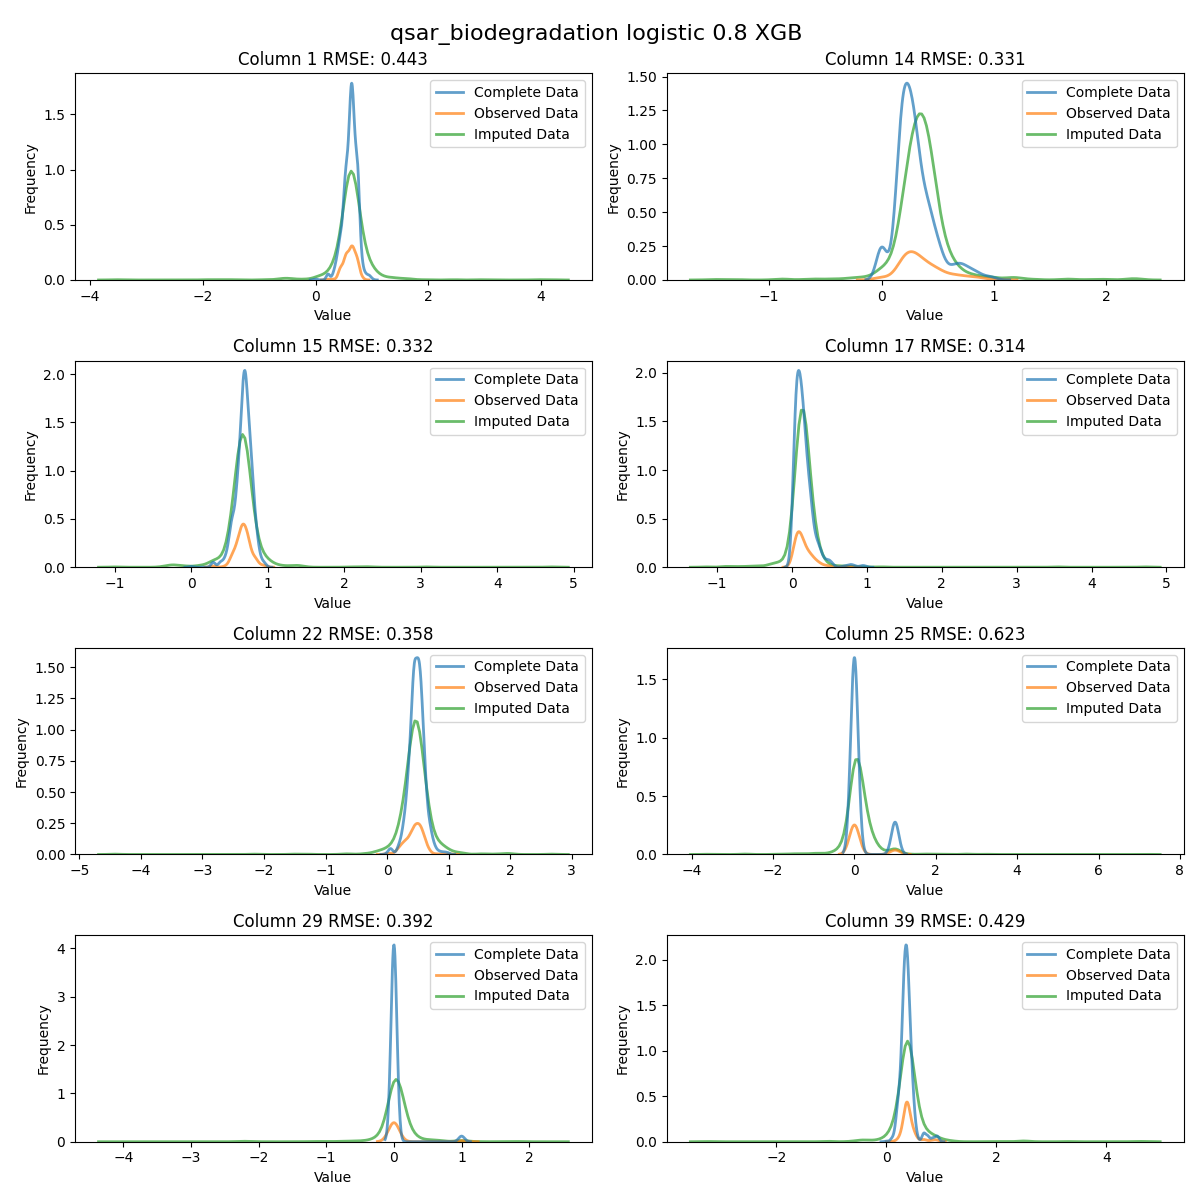 qsar_biodegradation logistic 0.8 XGB
Column 1 RMSE: 0.443
Frequency
1.5
1.0
0.5
0.0
Complete Data
Observed Data
Imputed Data
−4 −2 0 2 4
Value
Column 14 RMSE: 0.331
Frequency
1.50
1.25
1.00
0.75
0.50
0.25
0.00
Complete Data
Observed Data
Imputed Data
−1 0 1 2
Value
Column 15 RMSE: 0.332
Frequency
2.0
1.5
1.0
0.5
0.0
Complete Data
Observed Data
Imputed Data
−1 0 1 2 3 4 5
Value
Column 17 RMSE: 0.314
Frequency
2.0
1.5
1.0
0.5
0.0
Complete Data
Observed Data
Imputed Data
−1 0 1 2 3 4 5
Value
Column 22 RMSE: 0.358
Frequency
1.50
1.25
1.00
0.75
0.50
0.25
0.00
Complete Data
Observed Data
Imputed Data
−5 −4 −3 −2 −1 0 1 2 3
Value
Column 25 RMSE: 0.623
Frequency
1.5
1.0
0.5
0.0
Complete Data
Observed Data
Imputed Data
−4 −2 0 2 4 6 8
Value
Column 29 RMSE: 0.392
Frequency
4
3
2
1
0
Complete Data
Observed Data
Imputed Data
−4 −3 −2 −1 0 1 2
Value
Column 39 RMSE: 0.429
Frequency
2.0
1.5
1.0
0.5
0.0
Complete Data
Observed Data
Imputed Data
−2 0 2 4
Value